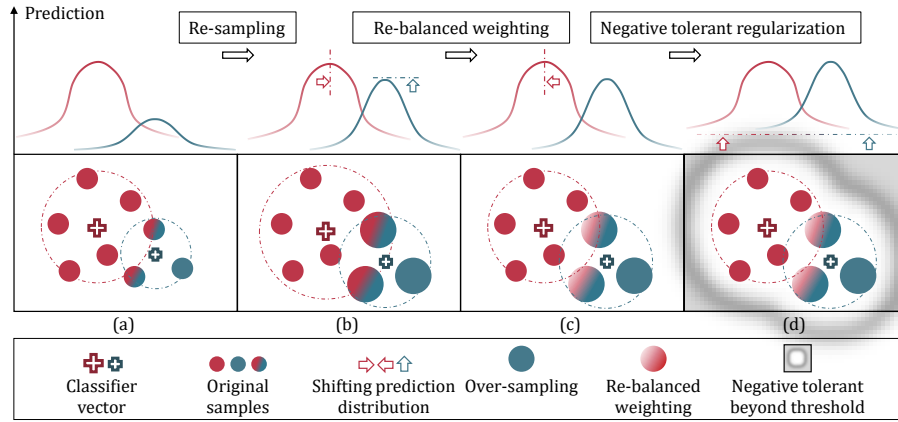 Prediction
Re-sampling
Re-balanced weighting
Negative tolerant regularization
(a)
(b)
(c)
(d)
Classifier
vector
Original
samples
Shifting prediction
distribution
Over-sampling
Re-balanced
weighting
Negative tolerant
beyond threshold